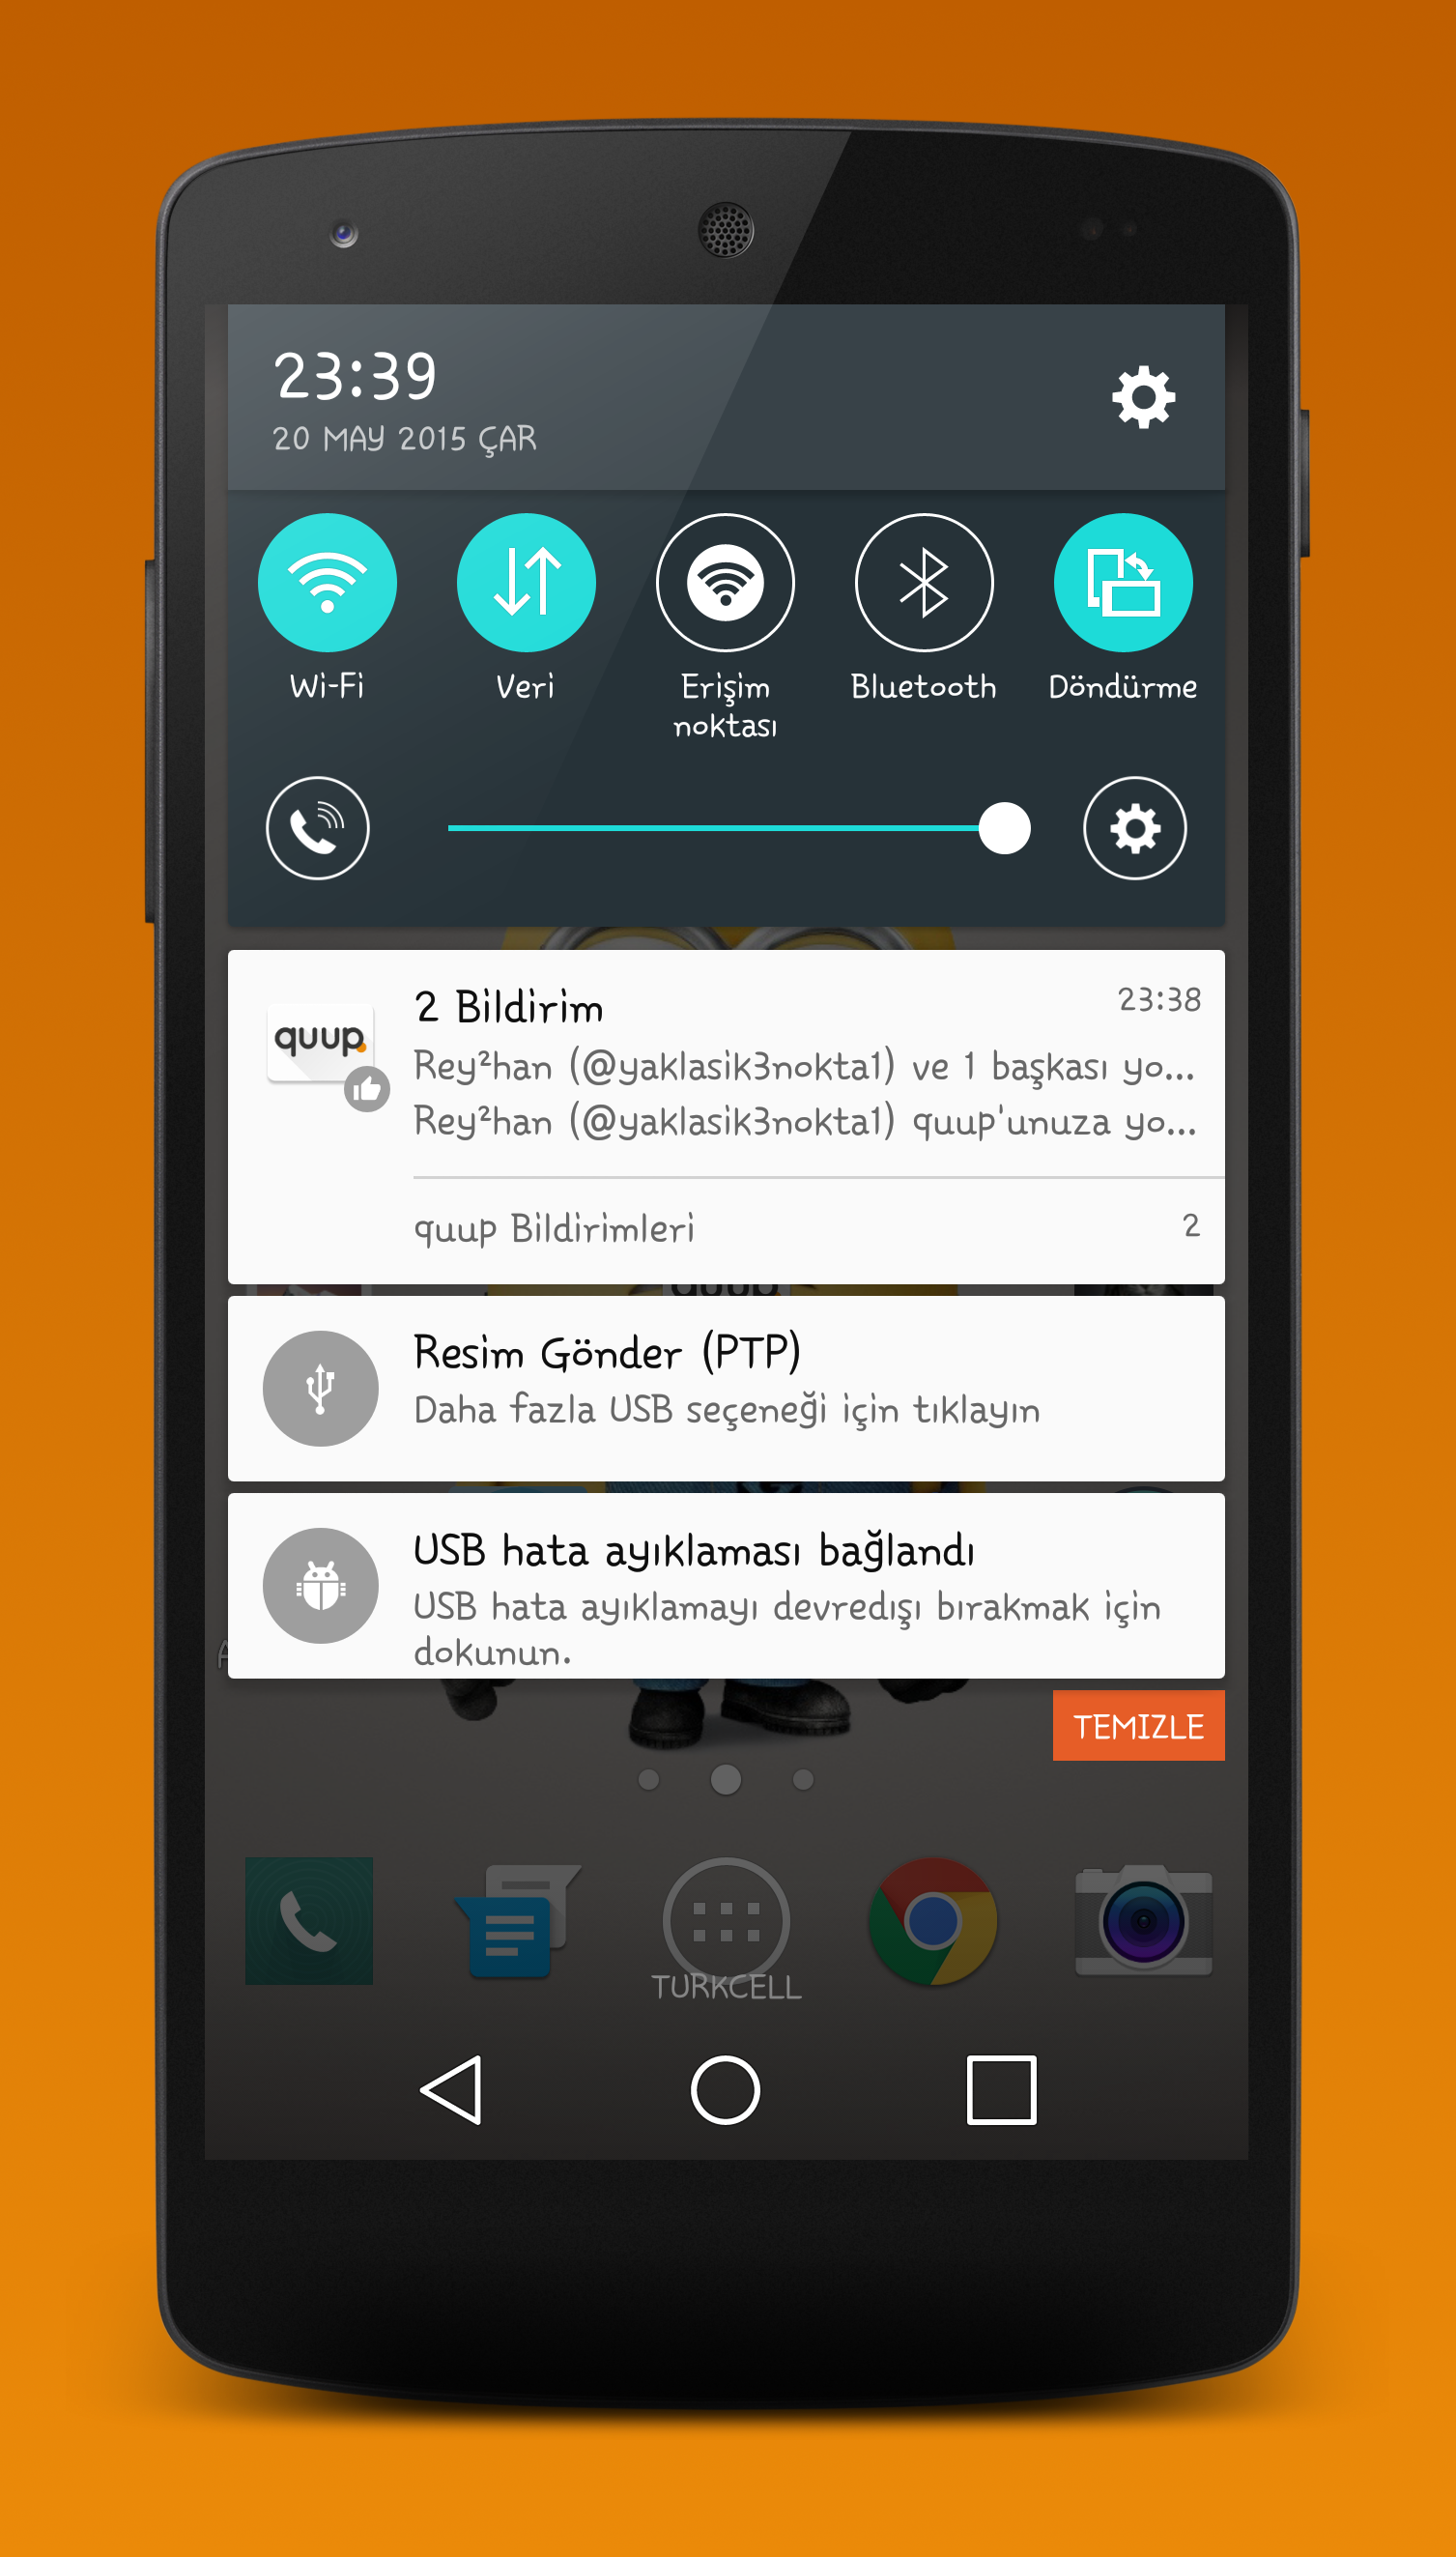 23:39
20 MAY 2015 ÇAR
Wi-Fi
Veri
Erişim
noktası
Bluetooth
Döndürme
2 Bildirim
23:38
quup
Rey²han (@yaklasik3nokta1) ve 1 başkası yo...
Rey²han (@yaklasik3nokta1) quup'unuza yo...
quup Bildirimleri
2
Resim Gönder (PTP)
Daha fazla USB seçeneği için tıklayın
USB hata ayıklaması bağlandı
USB hata ayıklamayı devredışı bırakmak için
dokunun.
TEMIZLE
TURKCELL